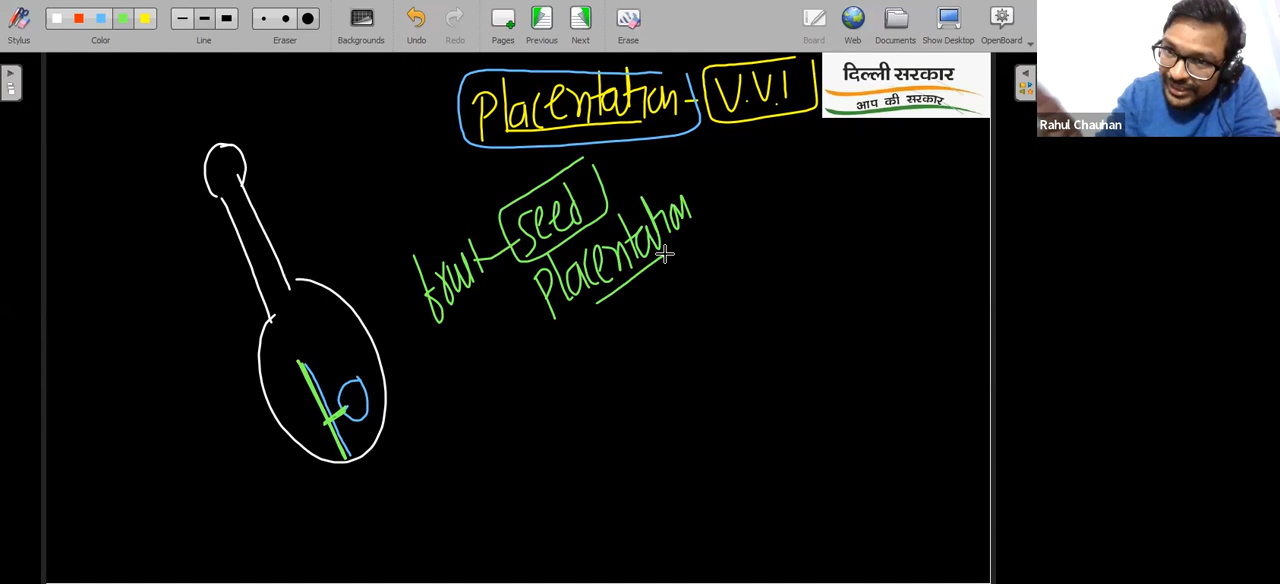 Stylus
Color
Line
Eraser
Backgrounds
Undo
Redo
Pages
Previous
Next
Erase
Board
Web
Documents
Show Desktop
OpenBoard
Placentation - V.V.I
दिल्ली सरकार
आप की सरकार
Rahul Chauhan
fruit - seed
Placentation